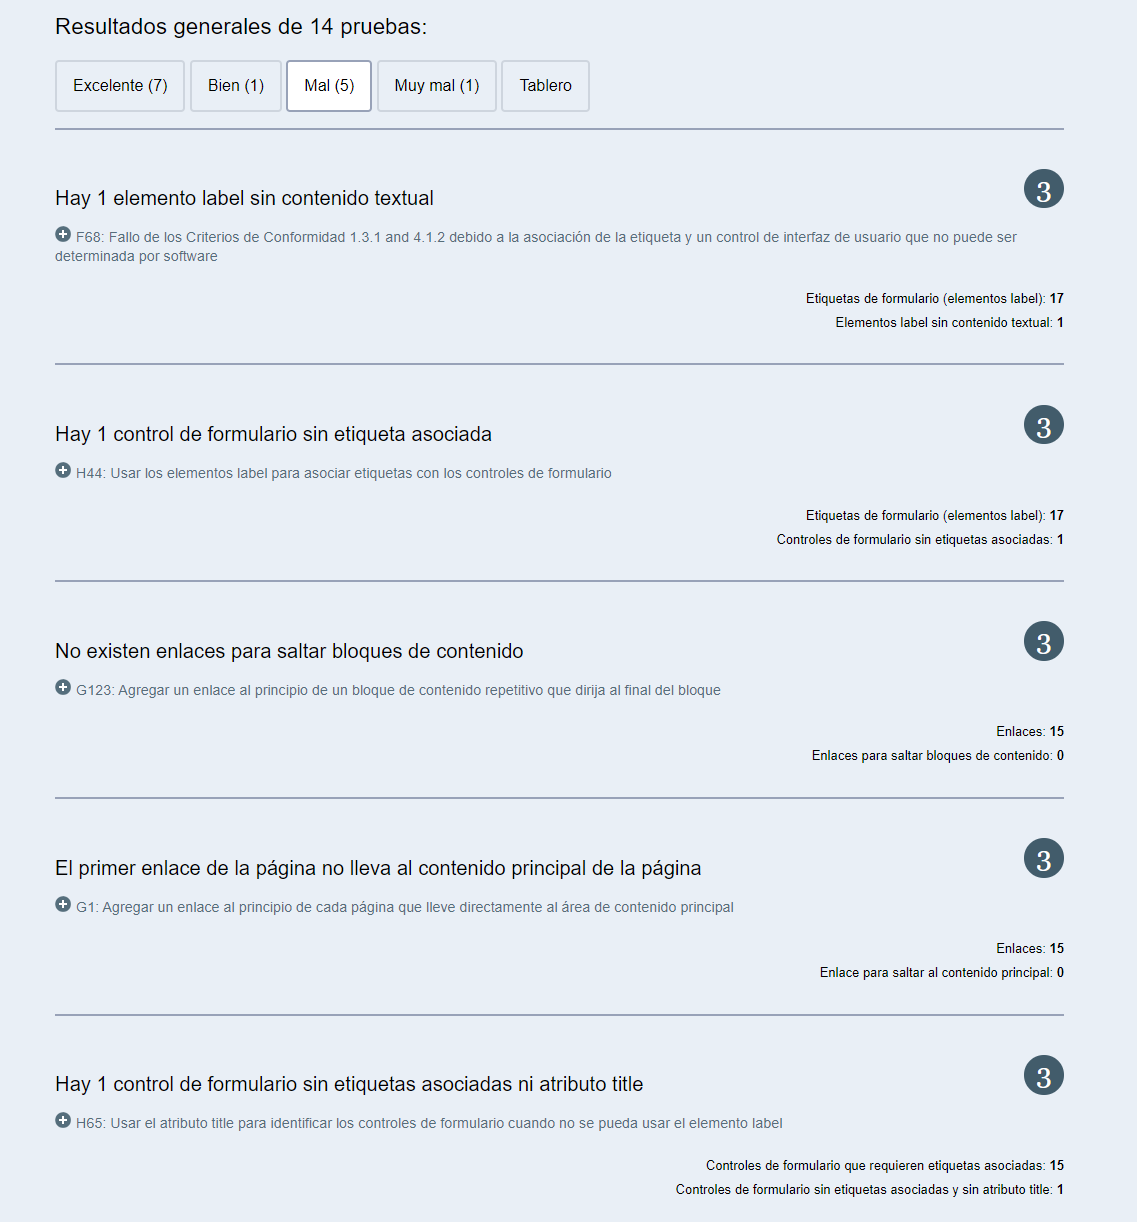 Resultados generales de 14 pruebas:
Excelente (7)
Bien (1)
Mal (5)
Muy mal (1)
Tablero
Hay 1 elemento label sin contenido textual
3
F68: Fallo de los Criterios de Conformidad 1.3.1 and 4.1.2 debido a la asociación de la etiqueta y un control de interfaz de usuario que no puede ser
determinada por software
Etiquetas de formulario (elementos label): 17
Elementos label sin contenido textual: 1
Hay 1 control de formulario sin etiqueta asociada
3
H44: Usar los elementos label para asociar etiquetas con los controles de formulario
Etiquetas de formulario (elementos label): 17
Controles de formulario sin etiquetas asociadas: 1
No existen enlaces para saltar bloques de contenido
3
G123: Agregar un enlace al principio de un bloque de contenido repetitivo que dirija al final del bloque
Enlaces: 15
Enlaces para saltar bloques de contenido: 0
El primer enlace de la página no lleva al contenido principal de la página
3
G1: Agregar un enlace al principio de cada página que lleve directamente al área de contenido principal
Enlaces: 15
Enlace para saltar al contenido principal: 0
Hay 1 control de formulario sin etiquetas asociadas ni atributo title
3
H65: Usar el atributo title para identificar los controles de formulario cuando no se pueda usar el elemento label
Controles de formulario que requieren etiquetas asociadas: 15
Controles de formulario sin etiquetas asociadas y sin atributo title: 1